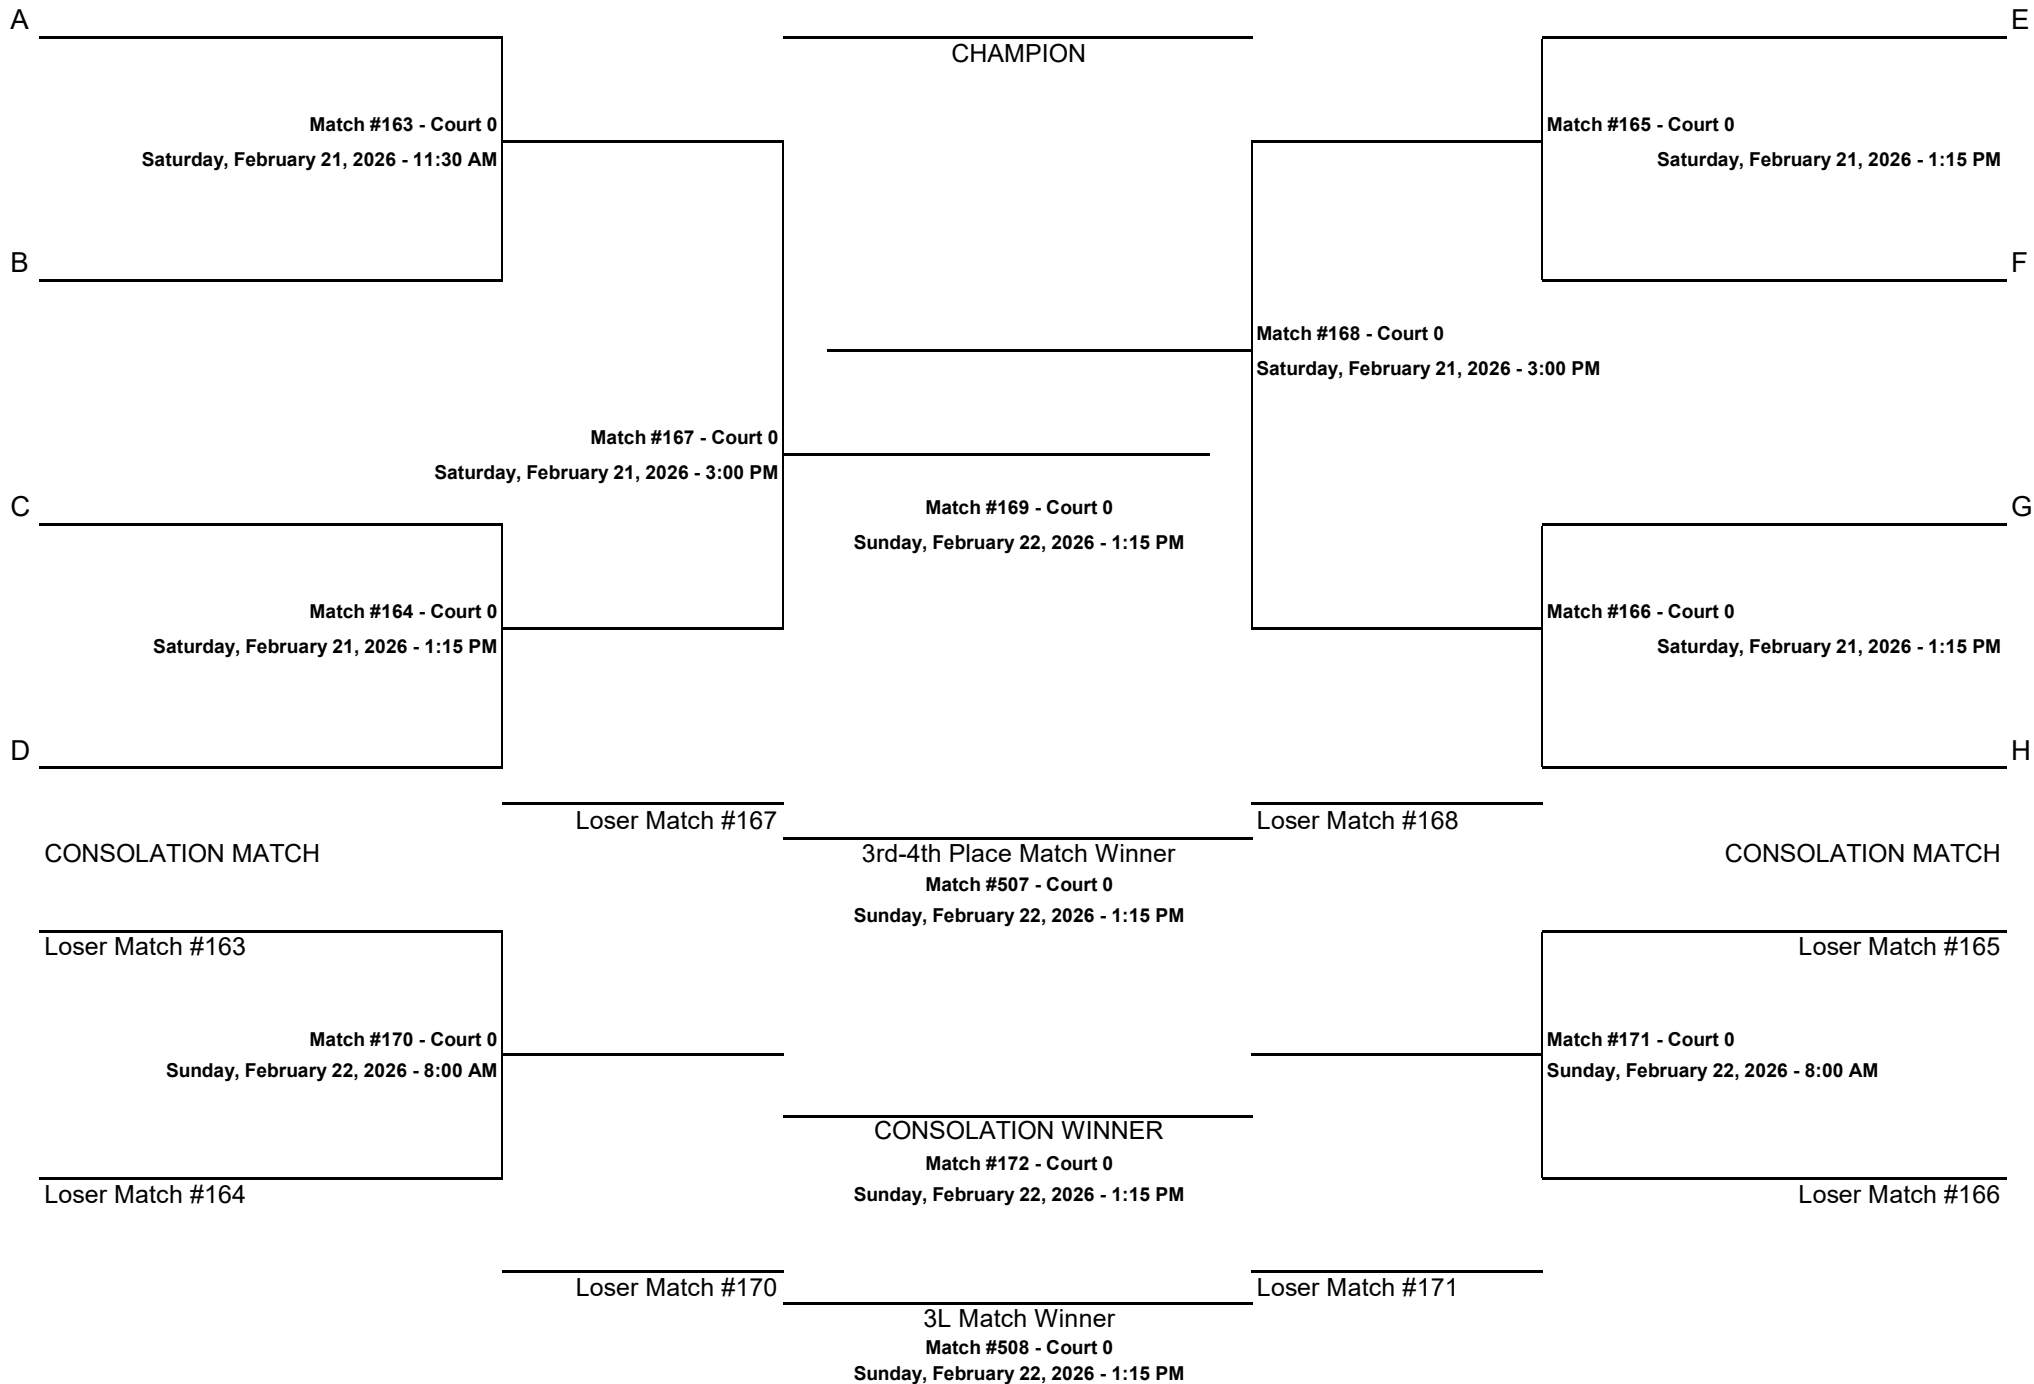 A
E
CHAMPION
Match #163 - Court 0
Saturday, February 21, 2026 - 11:30 AM
Match #165 - Court 0
Saturday, February 21, 2026 - 1:15 PM
B
F
Match #168 - Court 0
Saturday, February 21, 2026 - 3:00 PM
Match #167 - Court 0
Saturday, February 21, 2026 - 3:00 PM
C
G
Match #169 - Court 0
Sunday, February 22, 2026 - 1:15 PM
Match #164 - Court 0
Saturday, February 21, 2026 - 1:15 PM
Match #166 - Court 0
Saturday, February 21, 2026 - 1:15 PM
D
H
Loser Match #167
Loser Match #168
CONSOLATION MATCH
3rd-4th Place Match Winner
CONSOLATION MATCH
Match #507 - Court 0
Sunday, February 22, 2026 - 1:15 PM
Loser Match #163
Loser Match #165
Match #170 - Court 0
Sunday, February 22, 2026 - 8:00 AM
Match #171 - Court 0
Sunday, February 22, 2026 - 8:00 AM
CONSOLATION WINNER
Match #172 - Court 0
Sunday, February 22, 2026 - 1:15 PM
Loser Match #164
Loser Match #166
Loser Match #170
Loser Match #171
3L Match Winner
Match #508 - Court 0
Sunday, February 22, 2026 - 1:15 PM